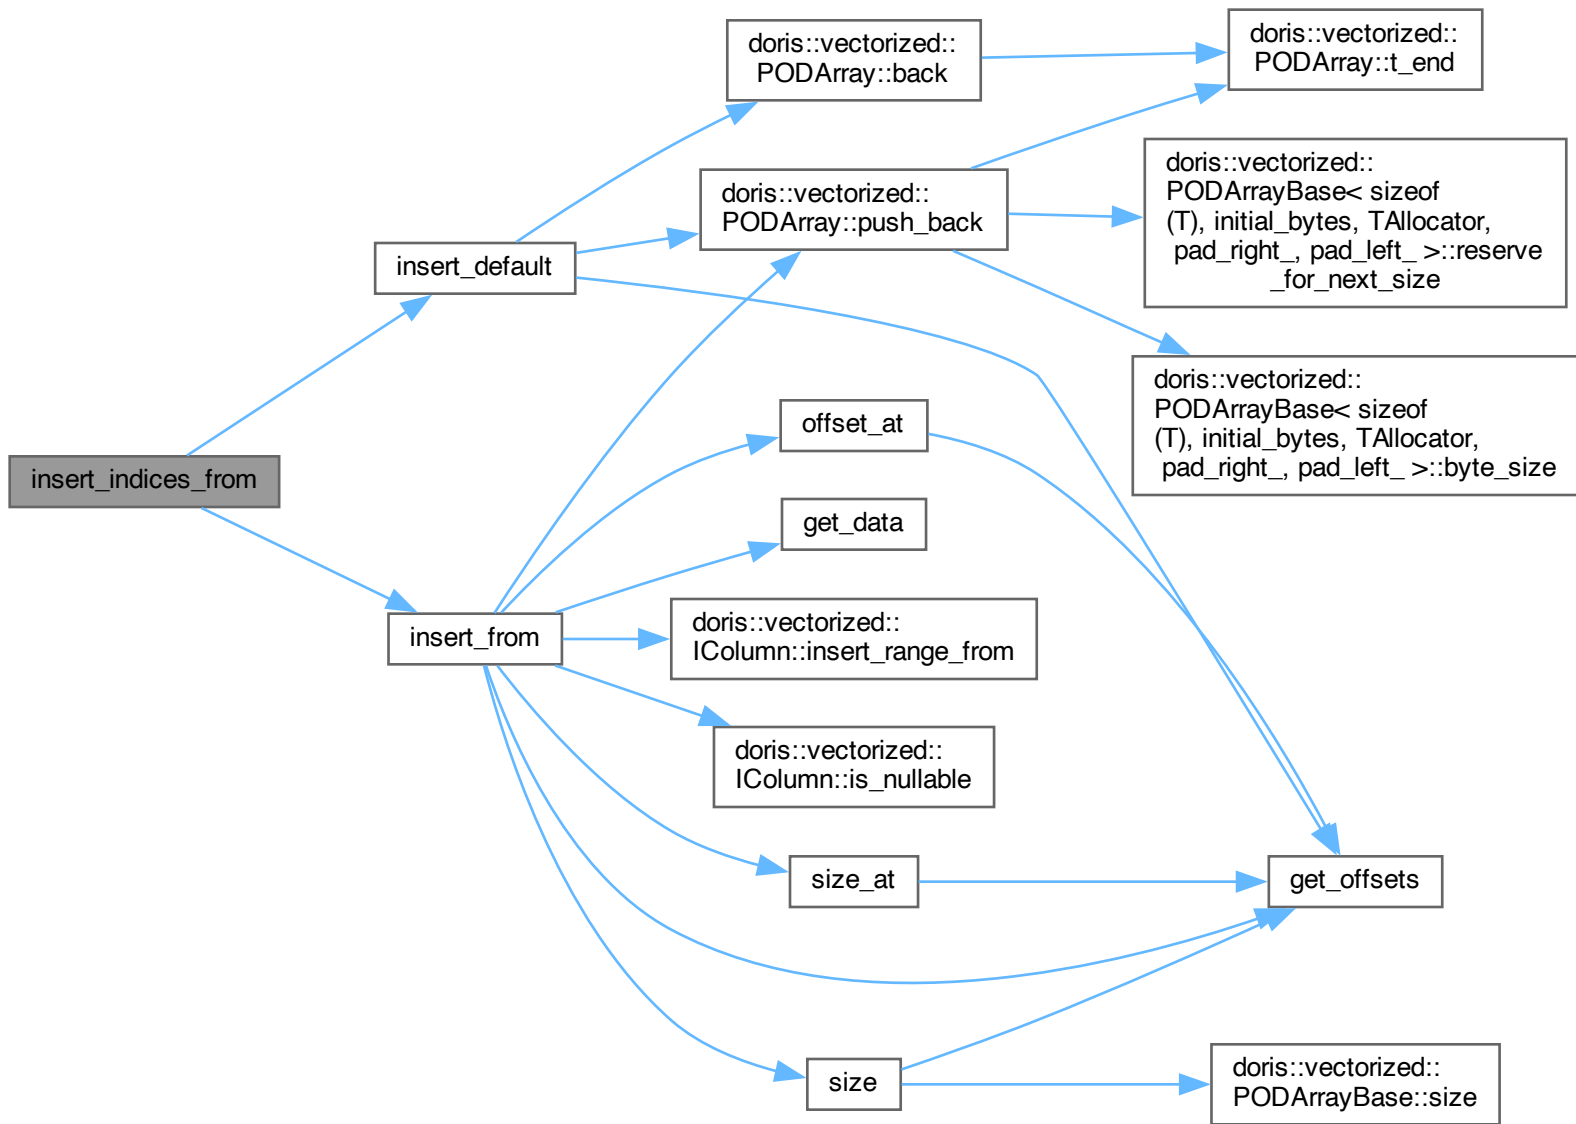 doris::vectorized::
PODArray::back
doris::vectorized::
PODArray::t_end
doris::vectorized::
PODArray::push_back
doris::vectorized::
PODArrayBase< sizeof
(T), initial_bytes, TAllocator,
pad_right_, pad_left_ >::reserve
_for_next_size
insert_default
doris::vectorized::
PODArrayBase< sizeof
(T), initial_bytes, TAllocator,
pad_right_, pad_left_ >::byte_size
offset_at
insert_indices_from
get_data
insert_from
doris::vectorized::
IColumn::insert_range_from
doris::vectorized::
IColumn::is_nullable
size_at
get_offsets
size
doris::vectorized::
PODArrayBase::size